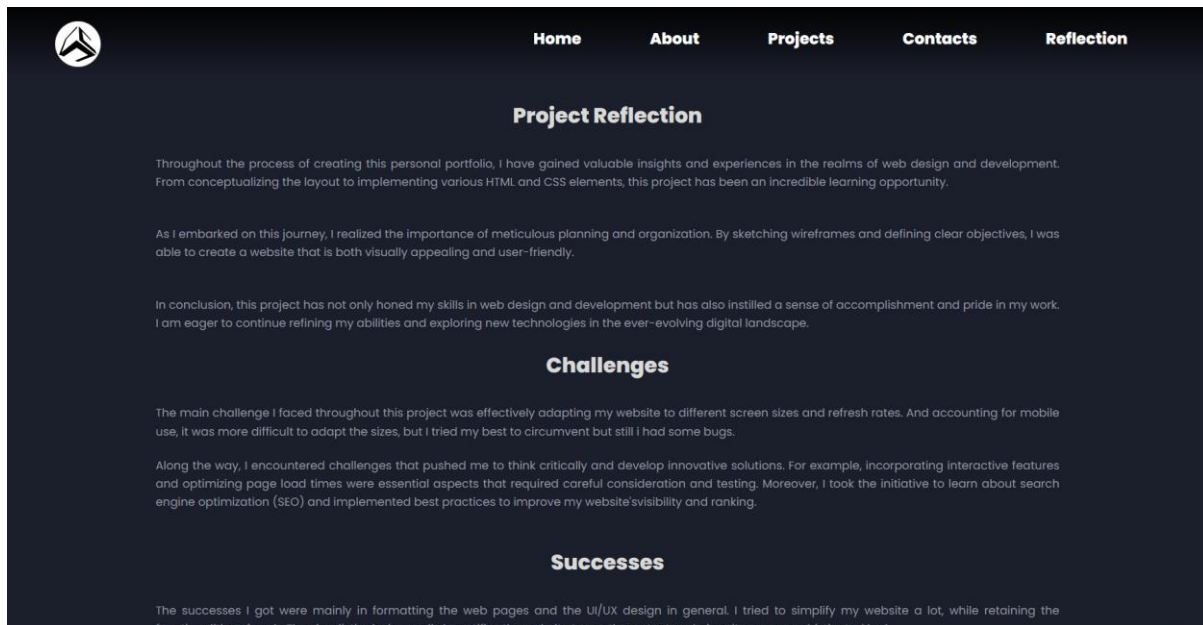 Home About Projects Contacts Reflection
Project Reflection
Throughout the process of creating this personal portfolio, I have gained valuable insights and experiences in the realms of web design and development.
From conceptualizing the layout to implementing various HTML and CSS elements, this project has been an incredible learning opportunity.
As I embarked on this journey, I realized the importance of meticulous planning and organization. By sketching wireframes and defining clear objectives, I was
able to create a website that is both visually appealing and user-friendly.
In conclusion, this project has not only honed my skills in web design and development but has also instilled a sense of accomplishment and pride in my work.
I am eager to continue refining my abilities and exploring new technologies in the ever-evolving digital landscape.
Challenges
The main challenge I faced throughout this project was effectively adapting my website to different screen sizes and refresh rates. And accounting for mobile
use, it was more difficult to adapt the sizes, but I tried my best to circumvent but still i had some bugs.
Along the way, I encountered challenges that pushed me to think critically and develop innovative solutions. For example, incorporating interactive features
and optimizing page load times were essential aspects that required careful consideration and testing. Moreover, I took the initiative to learn about search
engine optimization (SEO) and implemented best practices to improve my website'svisibility and ranking.
Successes
The successes I got were mainly in formatting the web pages and the UI/UX design in general. I tried to simplify my website a lot, while retaining the